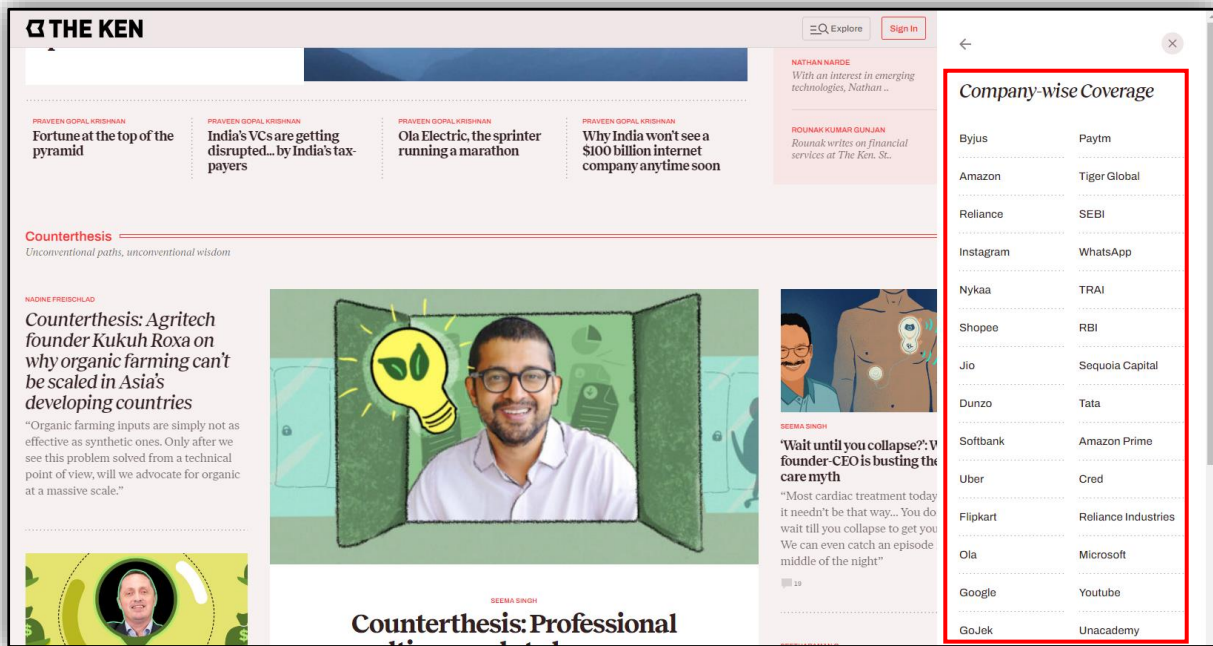 THE KEN
Explore
Sign In
PRAVEEN GOPAL KRISHNAN
Fortune at the top of the
pyramid
PRAVEEN GOPAL KRISHNAN
India's VCs are getting
disrupted... by India's tax-
payers
PRAVEEN GOPAL KRISHNAN
Ola Electric, the sprinter
running a marathon
PRAVEEN GOPAL KRISHNAN
Why India won't see a
$100 billion internet
company anytime soon
NATHAN NARDE
With an interest in emerging
technologies, Nathan ..
ROUNAK KUMAR GUNJAN
Rounak writes on financial
services at The Ken. St..
Counterthesis
Unconventional paths, unconventional wisdom
NADINE FREISCHLAD
Counterthesis: Agritech
founder Kukuh Roxa on
why organic farming can't
be scaled in Asia's
developing countries
“Organic farming inputs are simply not as
effective as synthetic ones. Only after we
see this problem solved from a technical
point of view, will we advocate for organic
at a massive scale.”
SEEMA SINGH
Counterthesis: Professional
SEEMA SINGH
‘Wait until you collapse?’: W
founder-CEO is busting the
care myth
“Most cardiac treatment today
it needn't be that way... You do
wait till you collapse to get you
We can even catch an episode
middle of the night”
19
Company-wise Coverage
Byjus
Paytm
Amazon
Tiger Global
Reliance
SEBI
Instagram
WhatsApp
Nykaa
TRAI
Shopee
RBI
Jio
Sequoia Capital
Dunzo
Tata
Softbank
Amazon Prime
Uber
Cred
Flipkart
Reliance Industries
Ola
Microsoft
Google
Youtube
GoJek
Unacademy